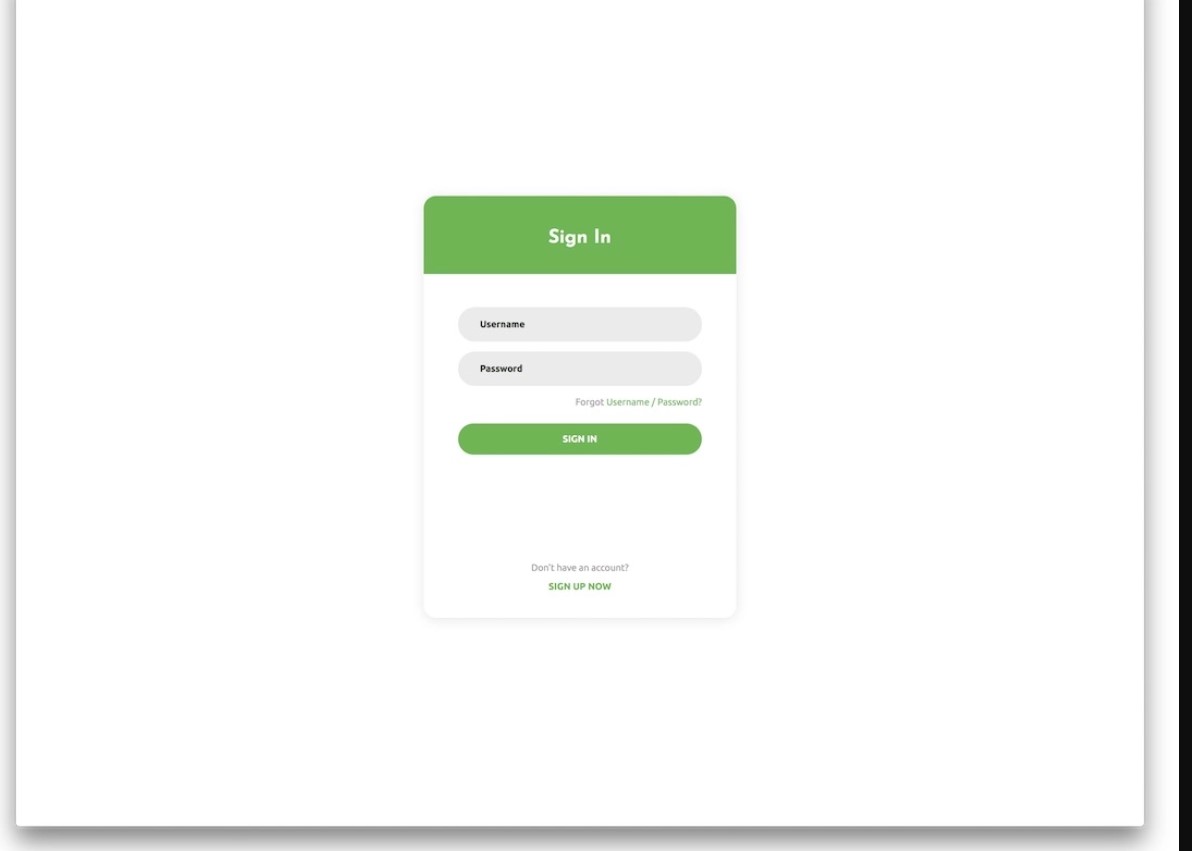 Sign In
Username
Password
Forgot Username / Password?
SIGN IN
Don't have an account?
SIGN UP NOW